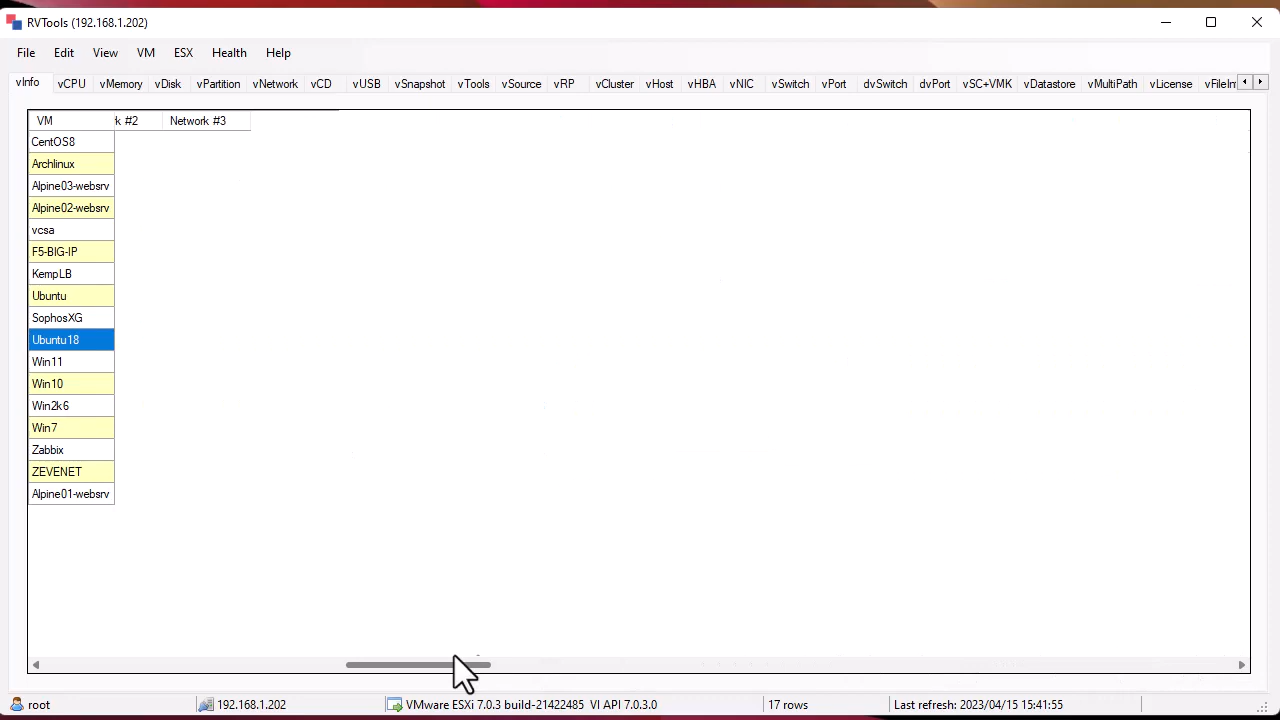 RVTools (192.168.1.202)
File Edit View VM ESX Health Help
vInfo vCPU vMemory vDisk vPartition vNetwork vCD vUSB vSnapshot vTools vSource vRP vCluster vHost vHBA vNIC vSwitch vPort dvSwitch dvPort vSC+VMK vDatastore vMultiPath vLicense vFileIn
VM k #2 Network #3
CentOS8
Archlinux
Alpine03-websrv
Alpine02-websrv
vcsa
F5-BIG-IP
KempLB
Ubuntu
SophosXG
Ubuntu18
Win11
Win10
Win2k6
Win7
Zabbix
ZEVENET
Alpine01-websrv
root 192.168.1.202 VMware ESXi 7.0.3 build-21422485 VI API 7.0.3.0 17 rows Last refresh: 2023/04/15 15:41:55